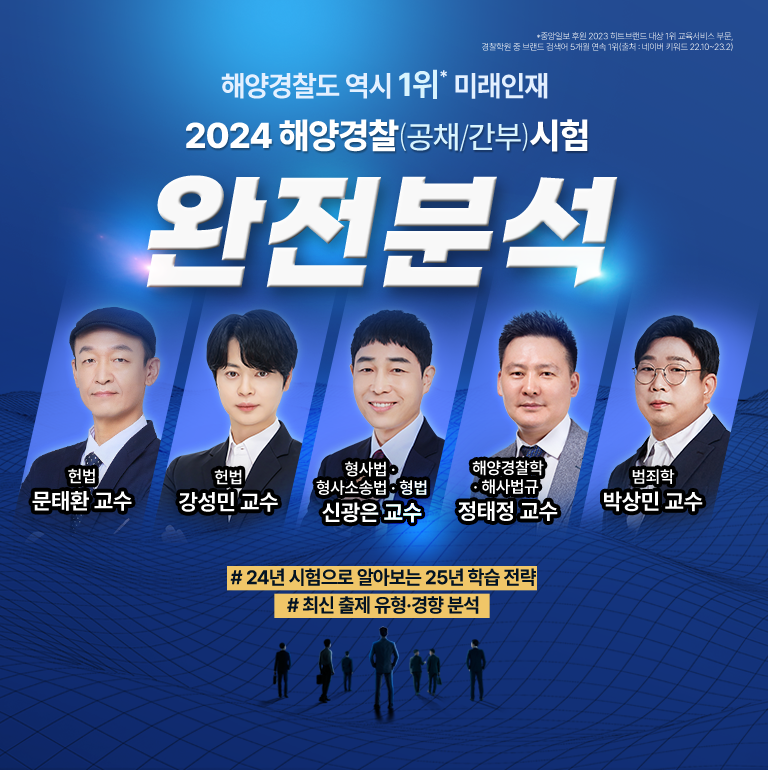 *중앙일보 후원 2023 히트브랜드 대상 1위 교육서비스 부문,
경찰학원 중 브랜드 검색어 5개월 연속 1위(출처 : 네이버 키워드 22.10~23.2)
해양경찰도 역시 1위* 미래인재
2024 해양경찰(공채/간부)시험
완전분석
헌법
문태환 교수
헌법
강성민 교수
형사법 ·
형사소송법 · 형법
신광은 교수
해양경찰학
· 해사법규
정태정 교수
범죄학
박상민 교수
# 24년 시험으로 알아보는 25년 학습 전략
# 최신 출제 유형·경향 분석